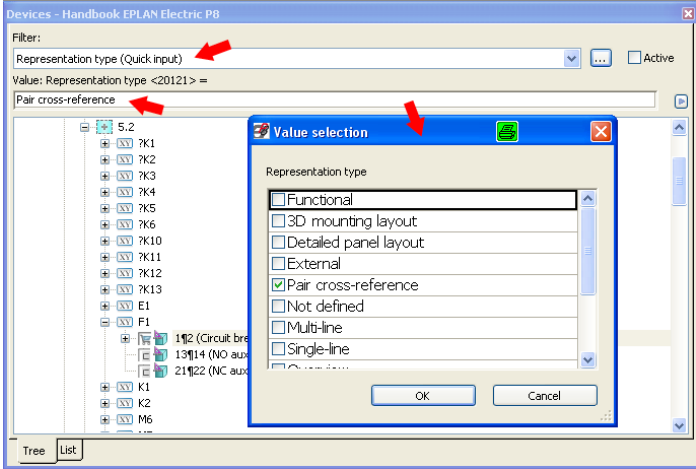 Devices - Handbook EPLAN Electric P8
Filter:
Representation type (Quick input)
...
Active
Value: Representation type <20121> =
Pair cross-reference
5.2
?K1
?K2
?K3
?K4
?K5
?K6
?K10
?K11
?K12
?K13
E1
F1
1¶2 (Circuit bre
13¶14 (NO aux
21¶22 (NC aux
K1
K2
M6
Tree
List
Value selection
Representation type
Functional
3D mounting layout
Detailed panel layout
External
Pair cross-reference
Not defined
Multi-line
Single-line
OK
Cancel